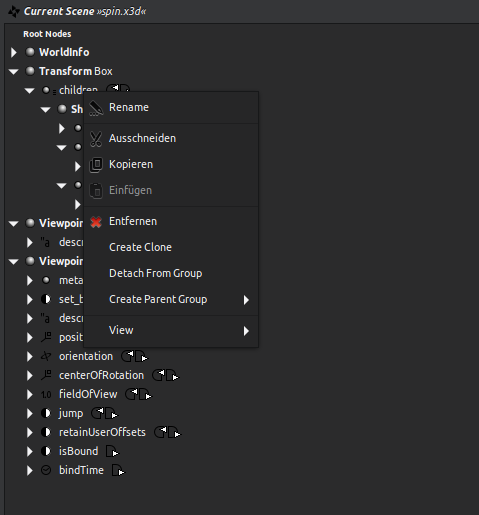 Current Scene »spin.x3d«
Root Nodes
WorldInfo
Transform Box
children
Rename
Sh
Ausschneiden
Kopieren
Einfügen
Entfernen
Viewpoin
Create Clone
descr
Viewpoin
Detach From Group
meta
Create Parent Group
set_b
descr
View
posit
orientation
centerOfRotation
1.0 fieldOfView
jump
retainUserOffsets
isBound
bindTime